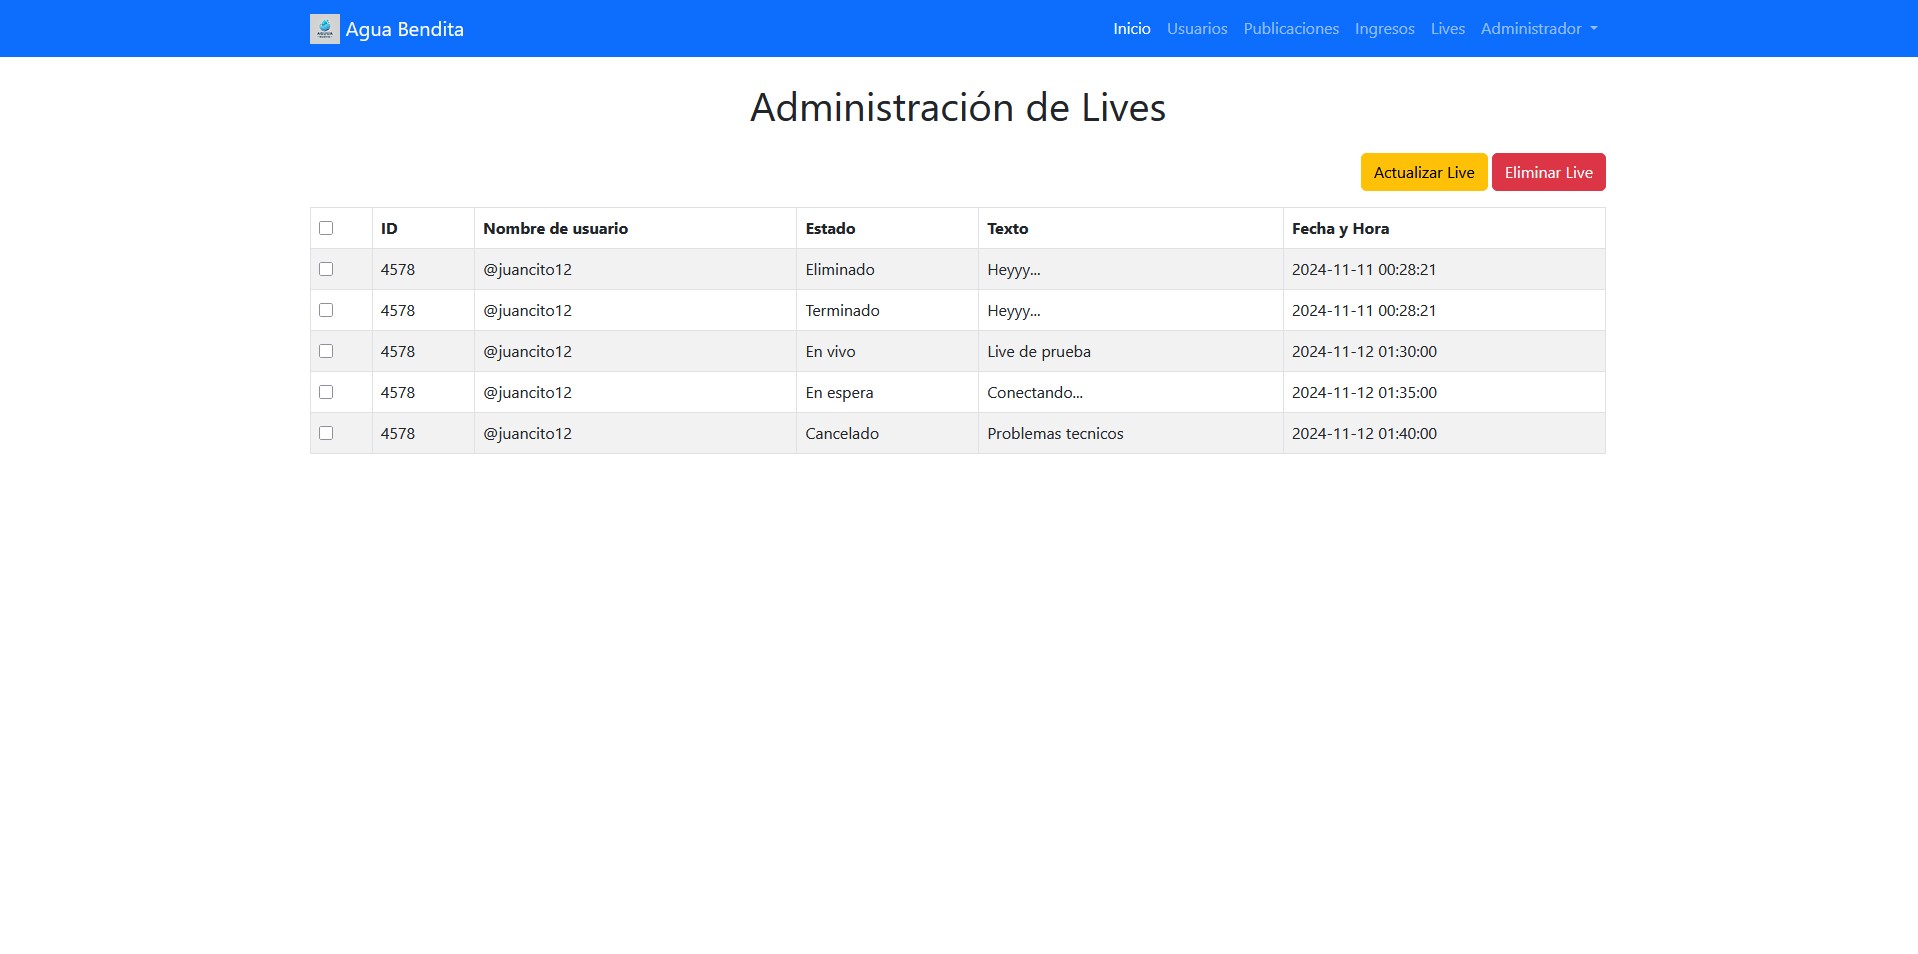 Agua Bendita Inicio Usuarios Publicaciones Ingresos Lives Administrador
Administración de Lives
Actualizar Live Eliminar Live
ID Nombre de usuario Estado Texto Fecha y Hora
4578 @juancito12 Eliminado Heyyy... 2024-11-11 00:28:21
4578 @juancito12 Terminado Heyyy... 2024-11-11 00:28:21
4578 @juancito12 En vivo Live de prueba 2024-11-12 01:30:00
4578 @juancito12 En espera Conectando... 2024-11-12 01:35:00
4578 @juancito12 Cancelado Problemas tecnicos 2024-11-12 01:40:00